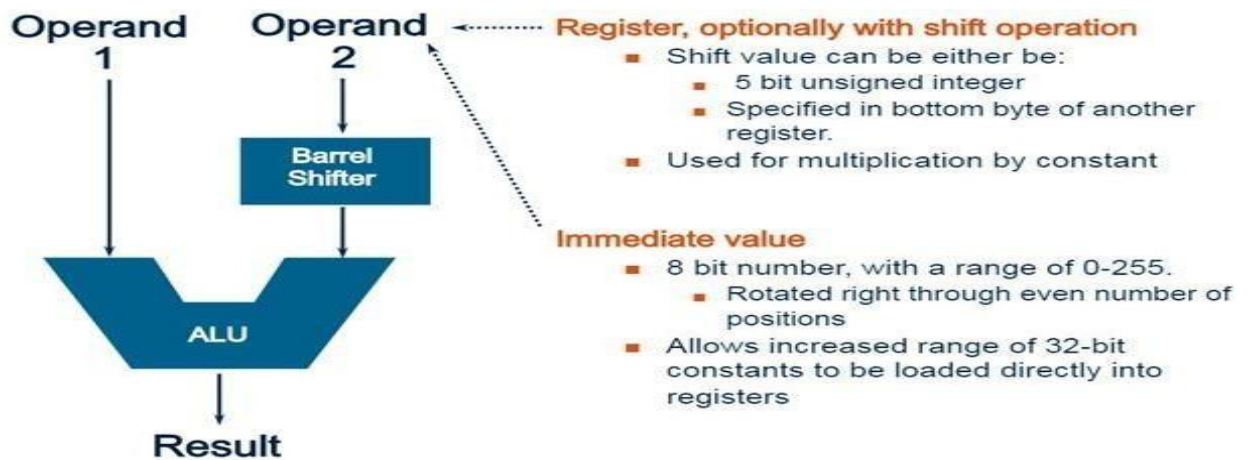 Operand
1
Operand
2
Barrel
Shifter
ALU
Result
Register, optionally with shift operation
Shift value can be either be:
5 bit unsigned integer
Specified in bottom byte of another
register.
Used for multiplication by constant
Immediate value
8 bit number, with a range of 0-255.
Rotated right through even number of
positions
Allows increased range of 32-bit
constants to be loaded directly into
registers